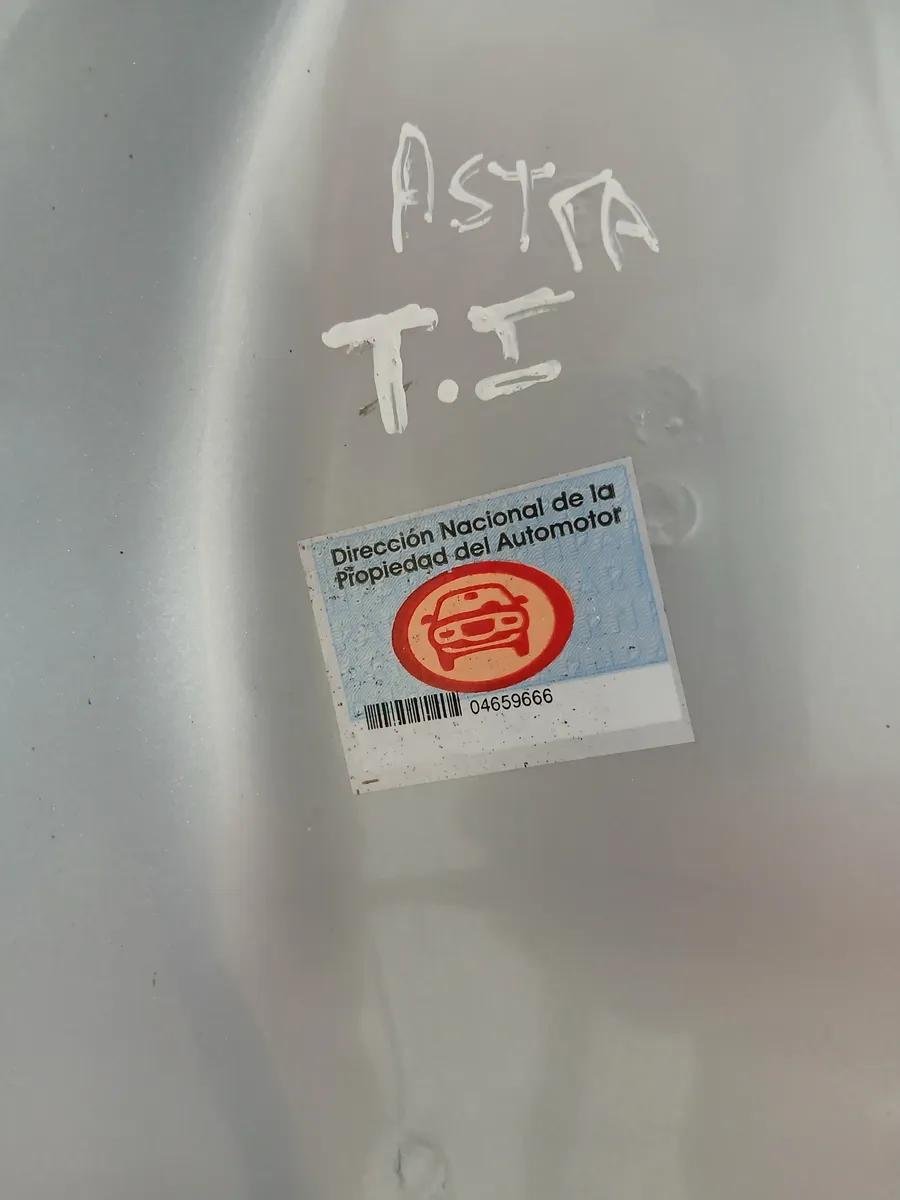 ASTRA
T.I
Dirección Nacional de la
Propiedad del Automotor
04659666